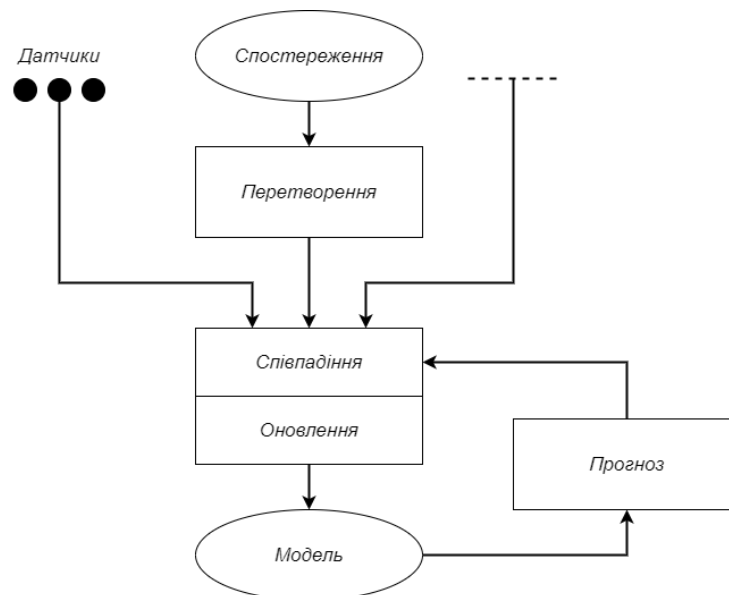 Датчики
Спостереження
Перетворення
Співпадіння
Оновлення
Прогноз
Модель